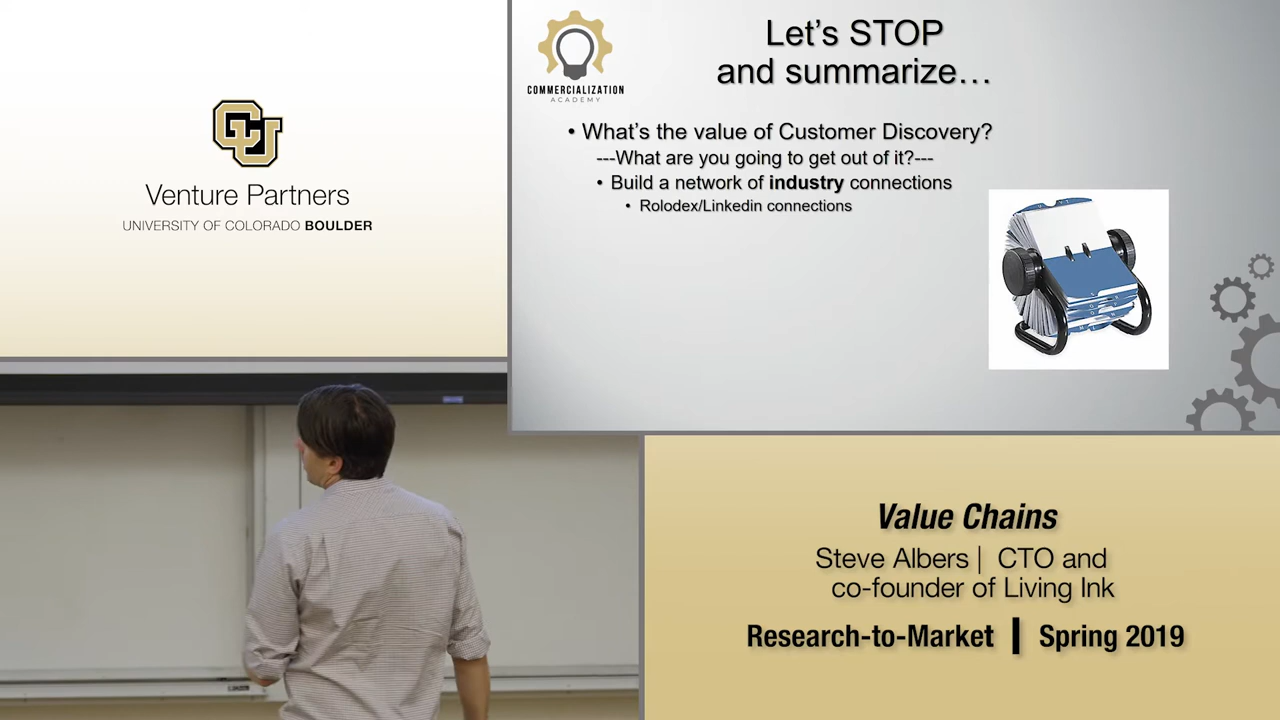 CU
Venture Partners
UNIVERSITY OF COLORADO BOULDER
COMMERCIALIZATION
ACADEMY
Let’s STOP
and summarize…
• What’s the value of Customer Discovery?
---What are you going to get out of it?---
• Build a network of industry connections
• Rolodex/Linkedin connections
Value Chains
Steve Albers | CTO and
co-founder of Living Ink
Research-to-Market | Spring 2019